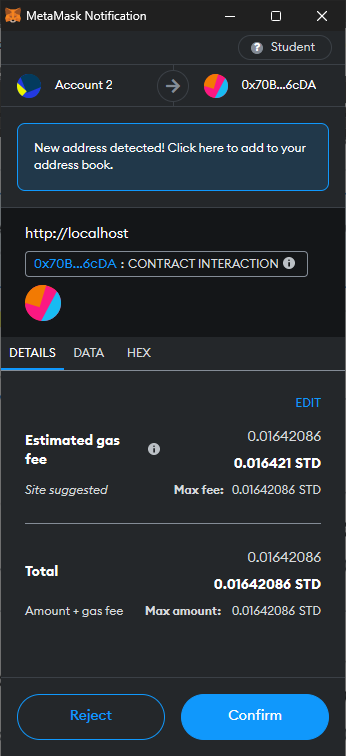 MetaMask Notification
Student
Account 2
0x70B...6cDA
New address detected! Click here to add to your
address book.
http://localhost
0x70B...6cDA : CONTRACT INTERACTION
DETAILS DATA HEX
EDIT
Estimated gas fee
0.01642086
0.016421 STD
Site suggested
Max fee: 0.01642086 STD
0.01642086
Total
0.01642086 STD
Amount + gas fee
Max amount: 0.01642086 STD
Reject
Confirm